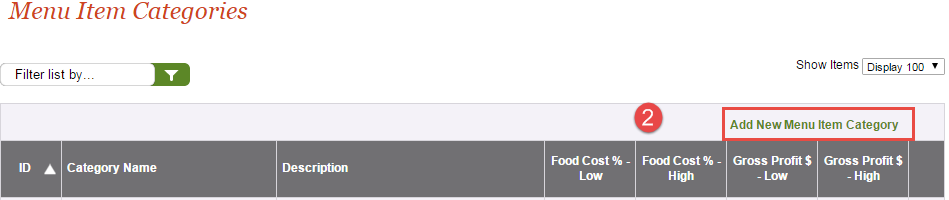 Menu Item Categories
Filter list by...
Show Items Display 100
2
Add New Menu Item Category
ID Category Name Description Food Cost % - Low Food Cost % - High Gross Profit $ - Low Gross Profit $ - High